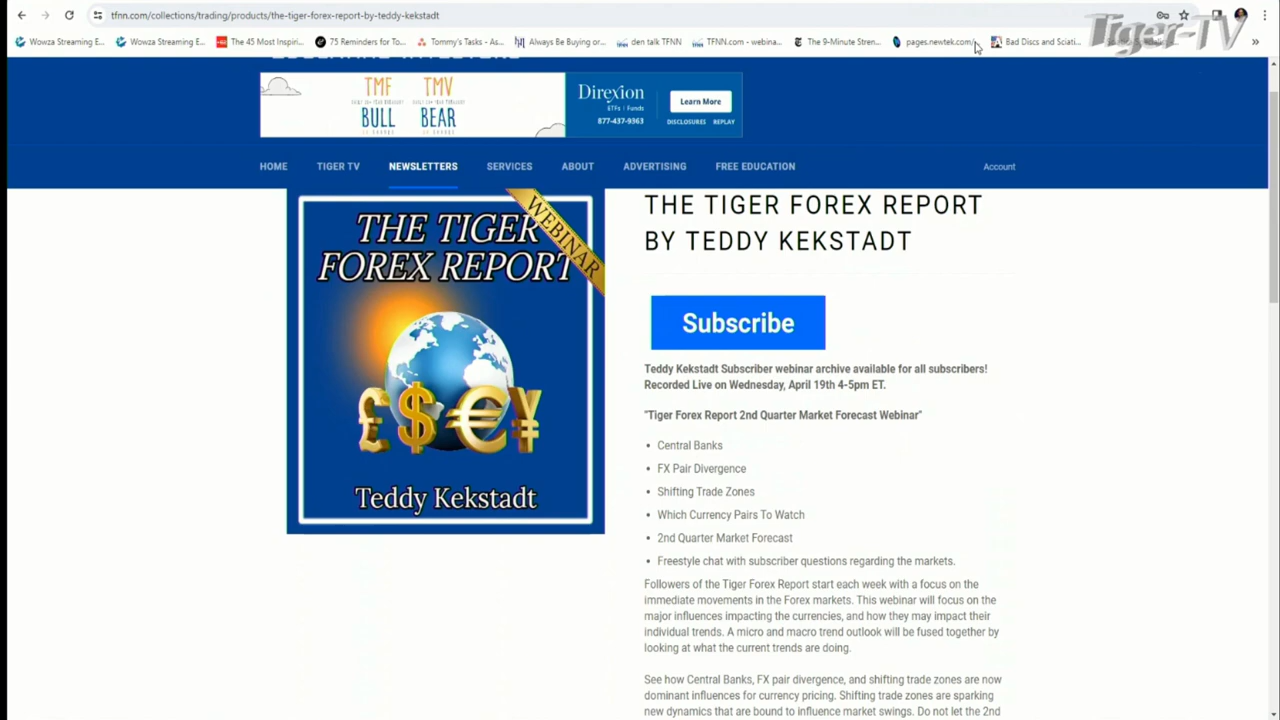 tfnn.com/collections/trading/products/the-tiger-forex-report-by-teddy-kekstadt
Tiger-TV
Wowza Streaming E...
Wowza Streaming E...
The 45 Most Inspiri...
75 Reminders for To...
Tommy's Tasks - As...
Always Be Buying or...
den talk TFNN
TFNN.com - webina...
The 9-Minute Stren...
pages.newtek.com/
Bad Discs and Sciati...
TMF
BULL
TMV
BEAR
Direxion
ETFs | Funds
877-437-9363
Learn More
DISCLOSURES REPLAY
HOME
TIGER TV
NEWSLETTERS
SERVICES
ABOUT
ADVERTISING
FREE EDUCATION
Account
WEBINAR
THE TIGER
FOREX REPORT
£$€¥
Teddy Kekstadt
THE TIGER FOREX REPORT
BY TEDDY KEKSTADT
Subscribe
Teddy Kekstadt Subscriber webinar archive available for all subscribers!
Recorded Live on Wednesday, April 19th 4-5pm ET.
"Tiger Forex Report 2nd Quarter Market Forecast Webinar"
• Central Banks
• FX Pair Divergence
• Shifting Trade Zones
• Which Currency Pairs To Watch
• 2nd Quarter Market Forecast
• Freestyle chat with subscriber questions regarding the markets.
Followers of the Tiger Forex Report start each week with a focus on the
immediate movements in the Forex markets. This webinar will focus on the
major influences impacting the currencies, and how they may impact their
individual trends. A micro and macro trend outlook will be fused together by
looking at what the current trends are doing.
See how Central Banks, FX pair divergence, and shifting trade zones are now
dominant influences for currency pricing. Shifting trade zones are sparking
new dynamics that are bound to influence market swings. Do not let the 2nd